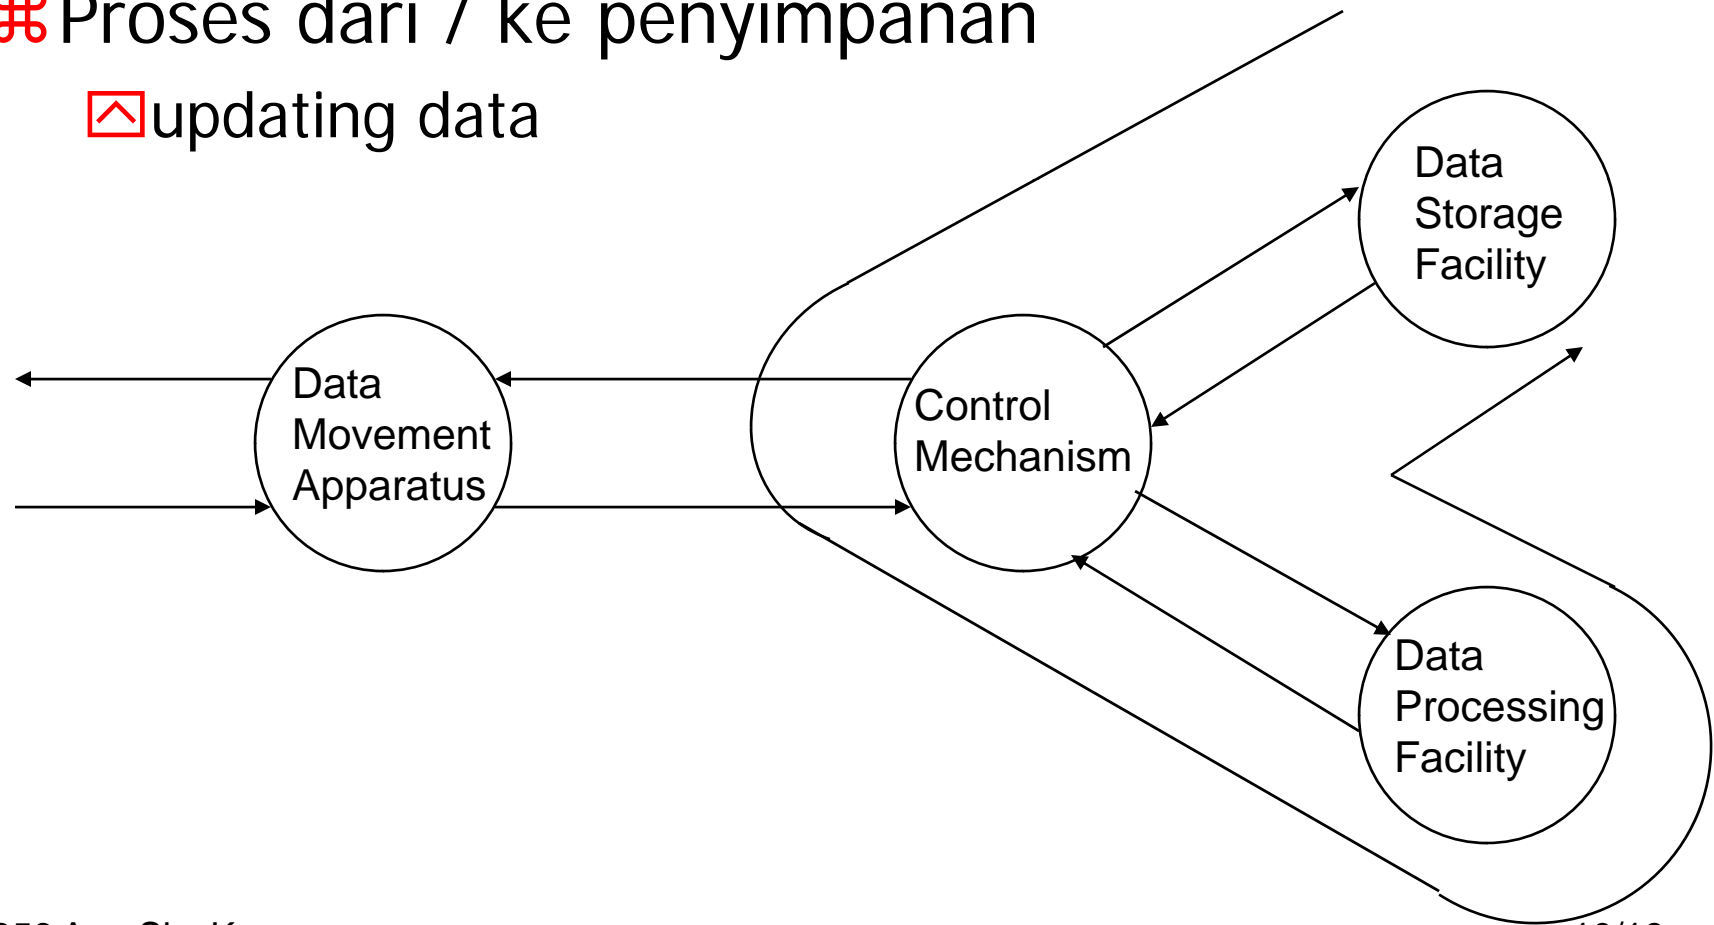 ⌘Proses dari / ke penyimpanan
updating data
Data
Storage
Facility
Data
Movement
Apparatus
Control
Mechanism
Data
Processing
Facility